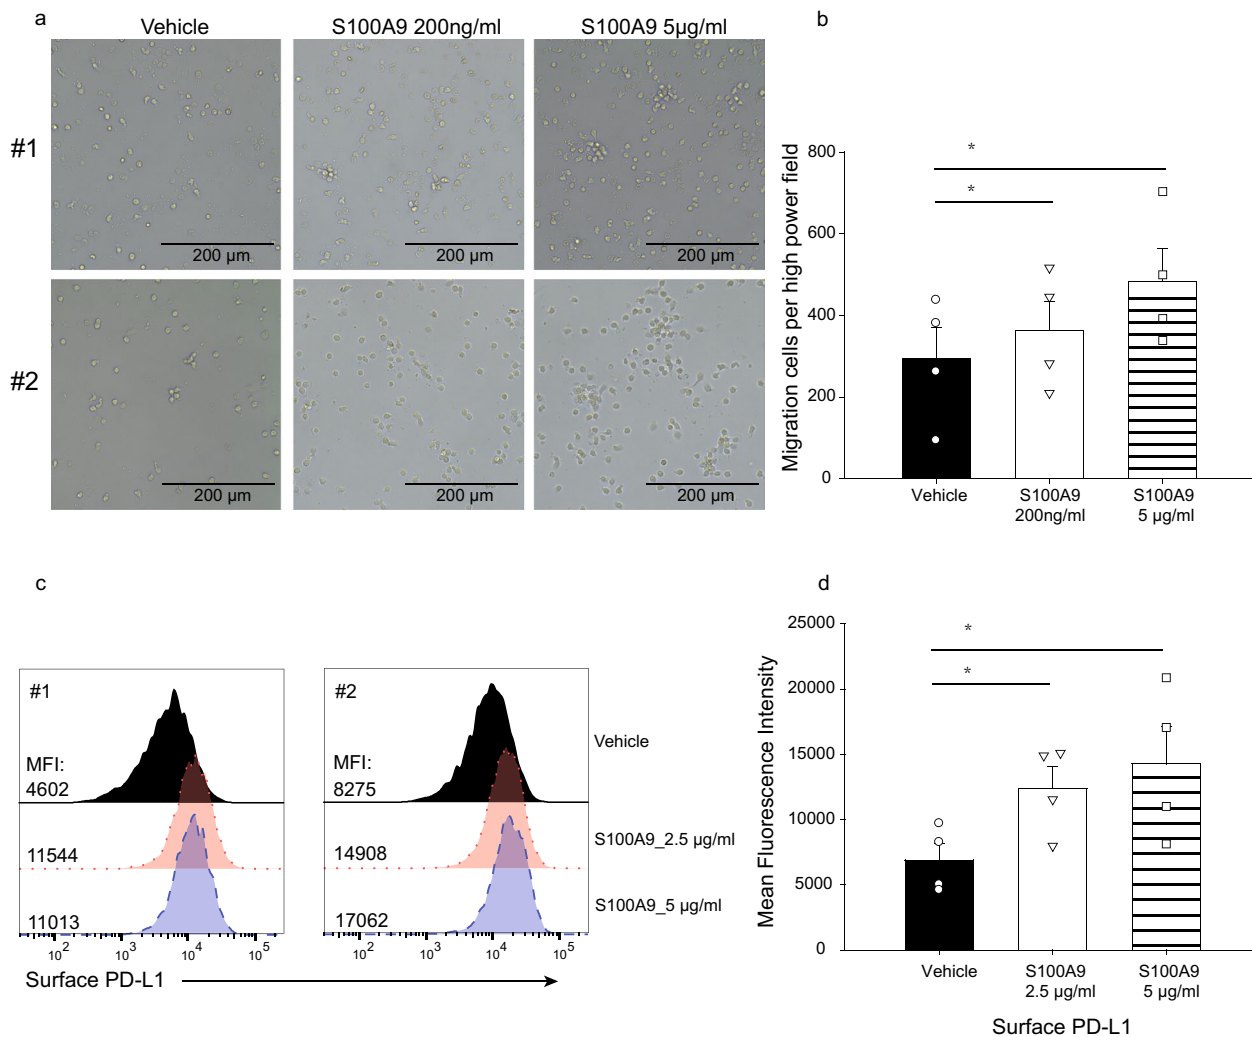 a
Vehicle
S100A9 200ng/ml
S100A9 5µg/ml
#1
200 µm
200 µm
200 µm
#2
200 µm
200 µm
200 µm
b
Migration cells per high power field
800
600
400
200
0
*
*
Vehicle
S100A9
200ng/ml
S100A9
5 µg/ml
c
#1
MFI:
4602
11544
11013
10^2
10^3
10^4
10^5
#2
MFI:
8275
14908
17062
10^2
10^3
10^4
10^5
Vehicle
S100A9_2.5 µg/ml
S100A9_5 µg/ml
Surface PD-L1
d
Mean Fluorescence Intensity
25000
20000
15000
10000
5000
0
*
*
Vehicle
S100A9
2.5 µg/ml
S100A9
5 µg/ml
Surface PD-L1